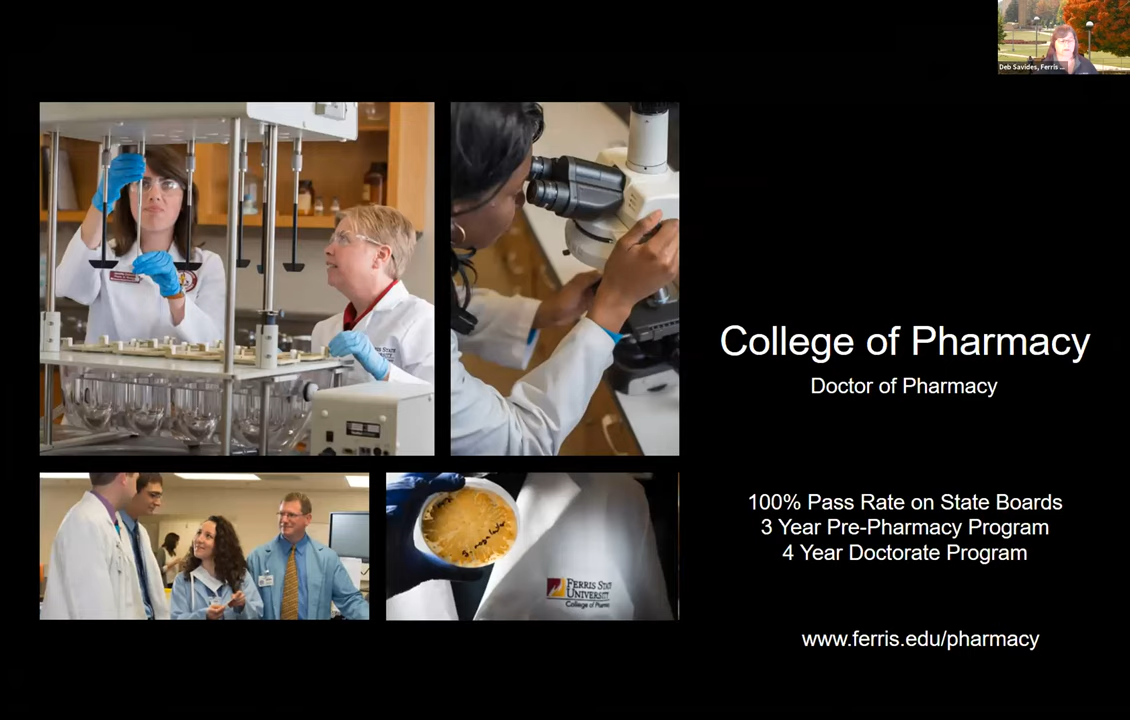 Deb Savides, Ferris ...
College of Pharmacy
Doctor of Pharmacy
100% Pass Rate on State Boards
3 Year Pre-Pharmacy Program
4 Year Doctorate Program
FERRIS STATE
UNIVERSITY
College of Pharm
www.ferris.edu/pharmacy